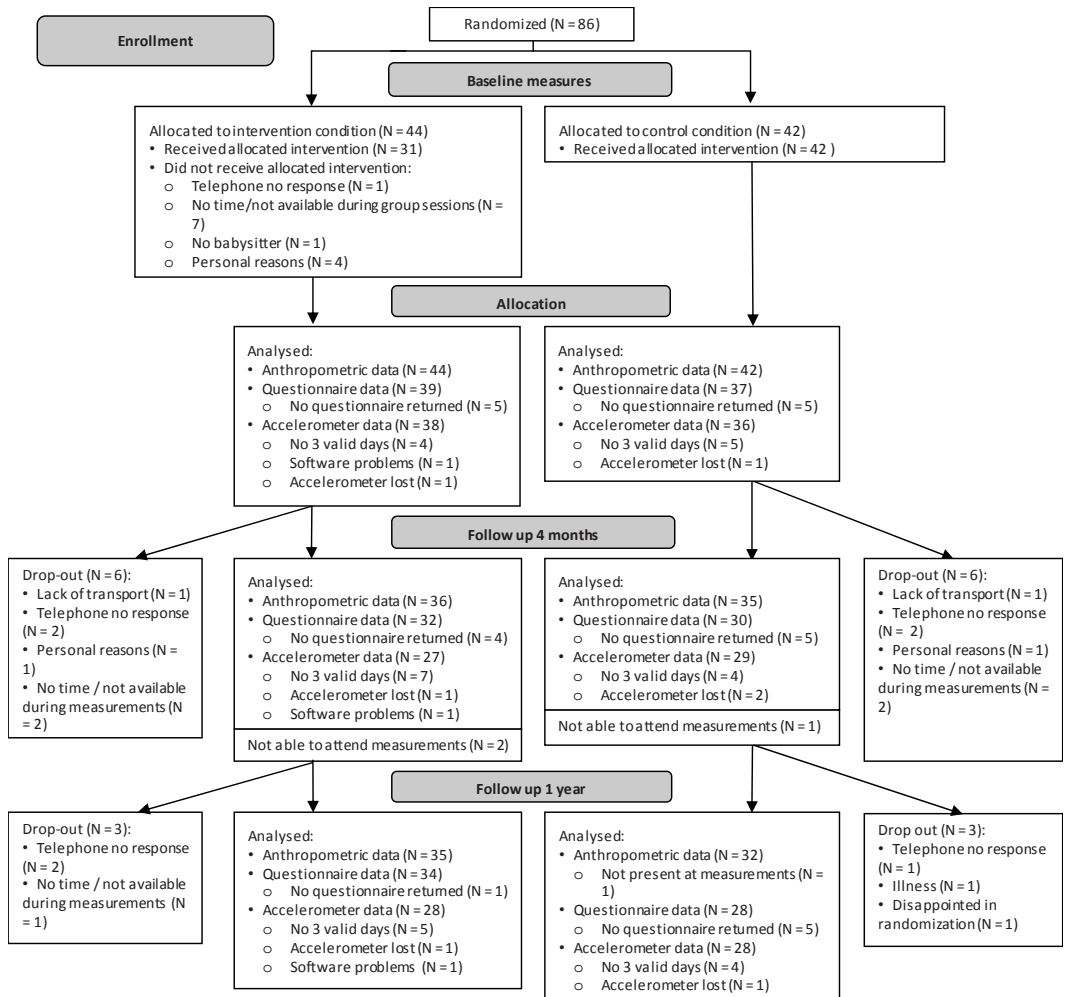 Randomized (N = 86)
Enrollment
Baseline measures
Allocated to intervention condition (N = 44)
• Received allocated intervention (N = 31)
• Did not receive allocated intervention:
o Telephone no response (N = 1)
o No time/not available during group sessions (N =
7)
o No babysitter (N = 1)
o Personal reasons (N = 4)
Allocated to control condition (N = 42)
• Received allocated intervention (N = 42 )
Allocation
Analysed:
• Anthropometric data (N = 44)
• Questionnaire data (N = 39)
o No questionnaire returned (N = 5)
• Accelerometer data (N = 38)
o No 3 valid days (N = 4)
o Software problems (N = 1)
o Accelerometer lost (N = 1)
Analysed:
• Anthropometric data (N = 42)
• Questionnaire data (N = 37)
o No questionnaire returned (N = 5)
• Accelerometer data (N = 36)
o No 3 valid days (N = 5)
o Accelerometer lost (N = 1)
Follow up 4 months
Drop-out (N = 6):
• Lack of transport (N = 1)
• Telephone no response
(N = 2)
• Personal reasons (N =
1)
• No time / not available
during measurements (N
= 2)
Analysed:
• Anthropometric data (N = 36)
• Questionnaire data (N = 32)
o No questionnaire returned (N = 4)
• Accelerometer data (N = 27)
o No 3 valid days (N = 7)
o Accelerometer lost (N = 1)
o Software problems (N = 1)
Not able to attend measurements (N = 2)
Analysed:
• Anthropometric data (N = 35)
• Questionnaire data (N = 30)
o No questionnaire returned (N = 5)
• Accelerometer data (N = 29)
o No 3 valid days (N = 4)
o Accelerometer lost (N = 2)
Not able to attend measurements (N = 1)
Drop-out (N = 6):
• Lack of transport (N = 1)
• Telephone no response
(N = 2)
• Personal reasons (N = 1)
• No time / not available
during measurements (N =
2)
Follow up 1 year
Drop-out (N = 3):
• Telephone no response
(N = 2)
• No time / not available
during measurements (N
= 1)
Analysed:
• Anthropometric data (N = 35)
• Questionnaire data (N = 34)
o No questionnaire returned (N = 1)
• Accelerometer data (N = 28)
o No 3 valid days (N = 5)
o Accelerometer lost (N = 1)
o Software problems (N = 1)
Analysed:
• Anthropometric data (N = 32)
o Not present at measurements (N =
1)
• Questionnaire data (N = 28)
o No questionnaire returned (N = 5)
• Accelerometer data (N = 28)
o No 3 valid days (N = 4)
o Accelerometer lost (N = 1)
Drop out (N = 3):
• Telephone no response
(N = 1)
• Illness (N = 1)
• Disappointed in
randomization (N = 1)